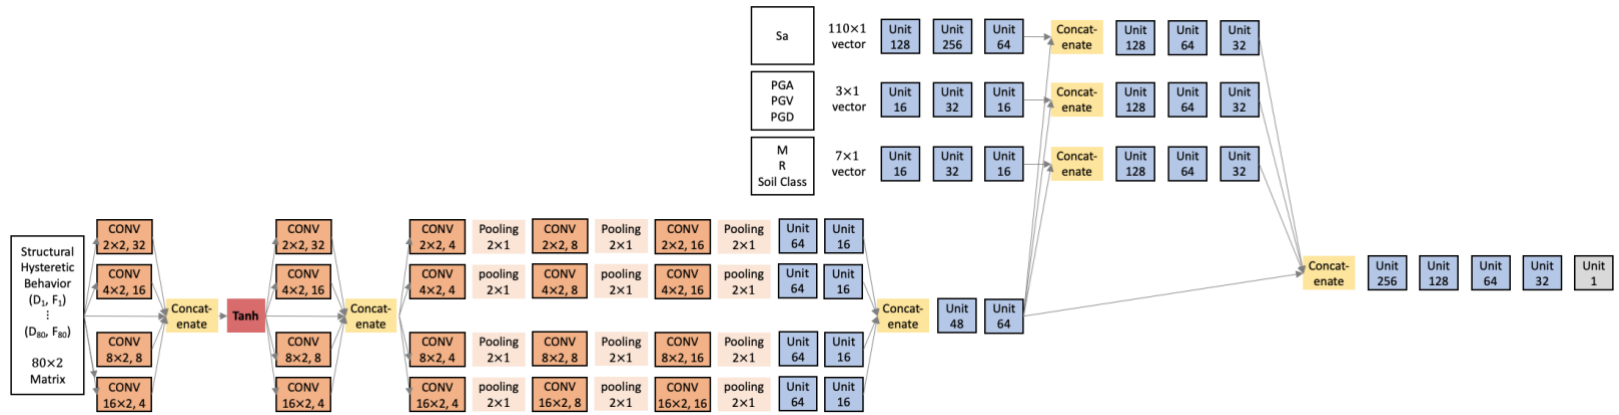 Sa
110×1
vector
Unit
128
Unit
256
Unit
64
Concat-
enate
Unit
128
Unit
64
Unit
32
PGA
PGV
PGD
3×1
vector
Unit
16
Unit
32
Unit
16
Concat-
enate
Unit
128
Unit
64
Unit
32
M
R
Soil Class
7×1
vector
Unit
16
Unit
32
Unit
16
Concat-
enate
Unit
128
Unit
64
Unit
32
Structural
Hysteretic
Behavior
(D₁, F₁)
⋮
(D₈₀, F₈₀)
80×2
Matrix
CONV
2×2, 32
CONV
4×2, 16
CONV
8×2, 8
CONV
16×2, 4
Concat-
enate
Tanh
CONV
2×2, 32
CONV
4×2, 16
CONV
8×2, 8
CONV
16×2, 4
Concat-
enate
CONV
2×2, 4
Pooling
2×1
CONV
2×2, 8
Pooling
2×1
CONV
2×2, 16
Pooling
2×1
Unit
64
Unit
16
CONV
4×2, 4
pooling
2×1
CONV
4×2, 8
pooling
2×1
CONV
4×2, 16
pooling
2×1
Unit
64
Unit
16
CONV
8×2, 4
Pooling
2×1
CONV
8×2, 8
Pooling
2×1
CONV
8×2, 16
Pooling
2×1
Unit
64
Unit
16
CONV
16×2, 4
pooling
2×1
CONV
16×2, 8
pooling
2×1
CONV
16×2, 16
pooling
2×1
Unit
64
Unit
16
Concat-
enate
Unit
48
Unit
64
Concat-
enate
Unit
256
Unit
128
Unit
64
Unit
32
Unit
1